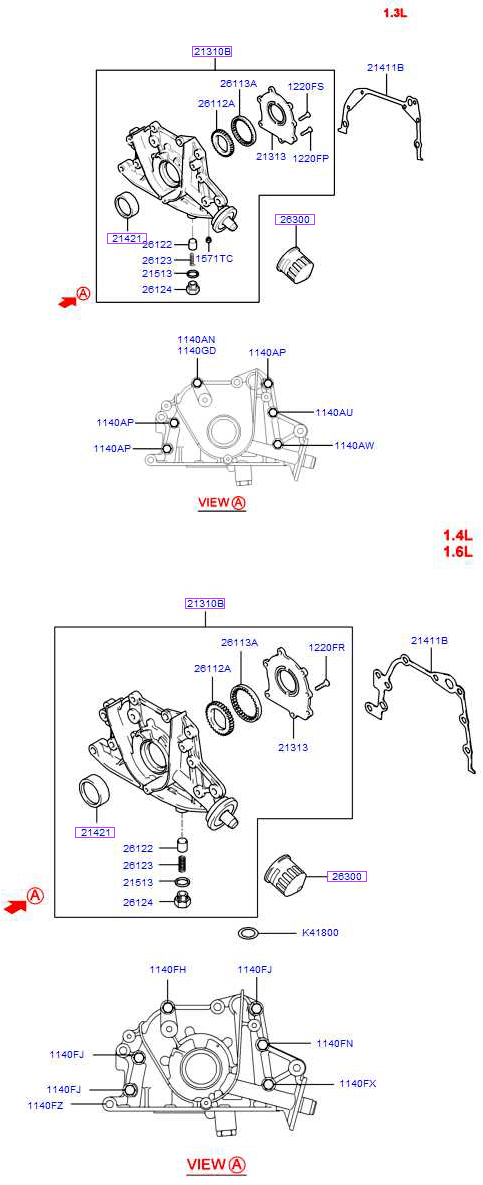 1.3L
21310B
21411B
26113A
1220FS
26112A
21313
1220FP
21421
26122
26300
26123
1571TC
21513
26124
A
1140AN
1140GD
1140AP
1140AU
1140AP
1140AP
1140AW
VIEW A
1.4L
1.6L
21310B
21411B
26113A
1220FR
26112A
21313
21421
26122
26123
26300
21513
26124
A
K41800
1140FH
1140FJ
1140FN
1140FJ
1140FX
1140FJ
1140FZ
VIEW A